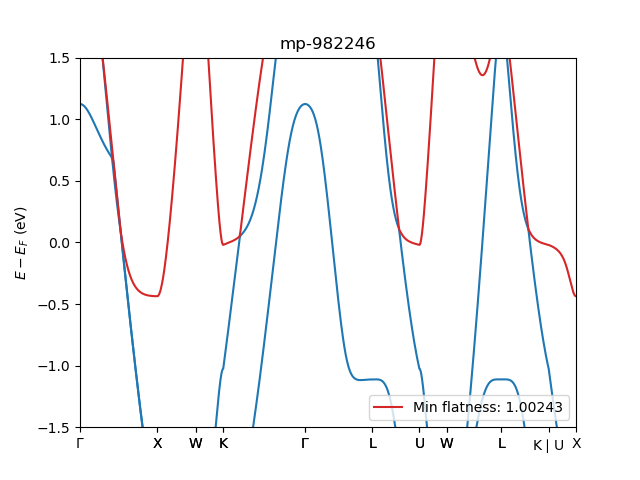 mp-982246
E − E_F (eV)
1.5
1.0
0.5
0.0
−0.5
−1.0
−1.5
Min flatness: 1.00243
Γ X W K Γ L U W L K | U X